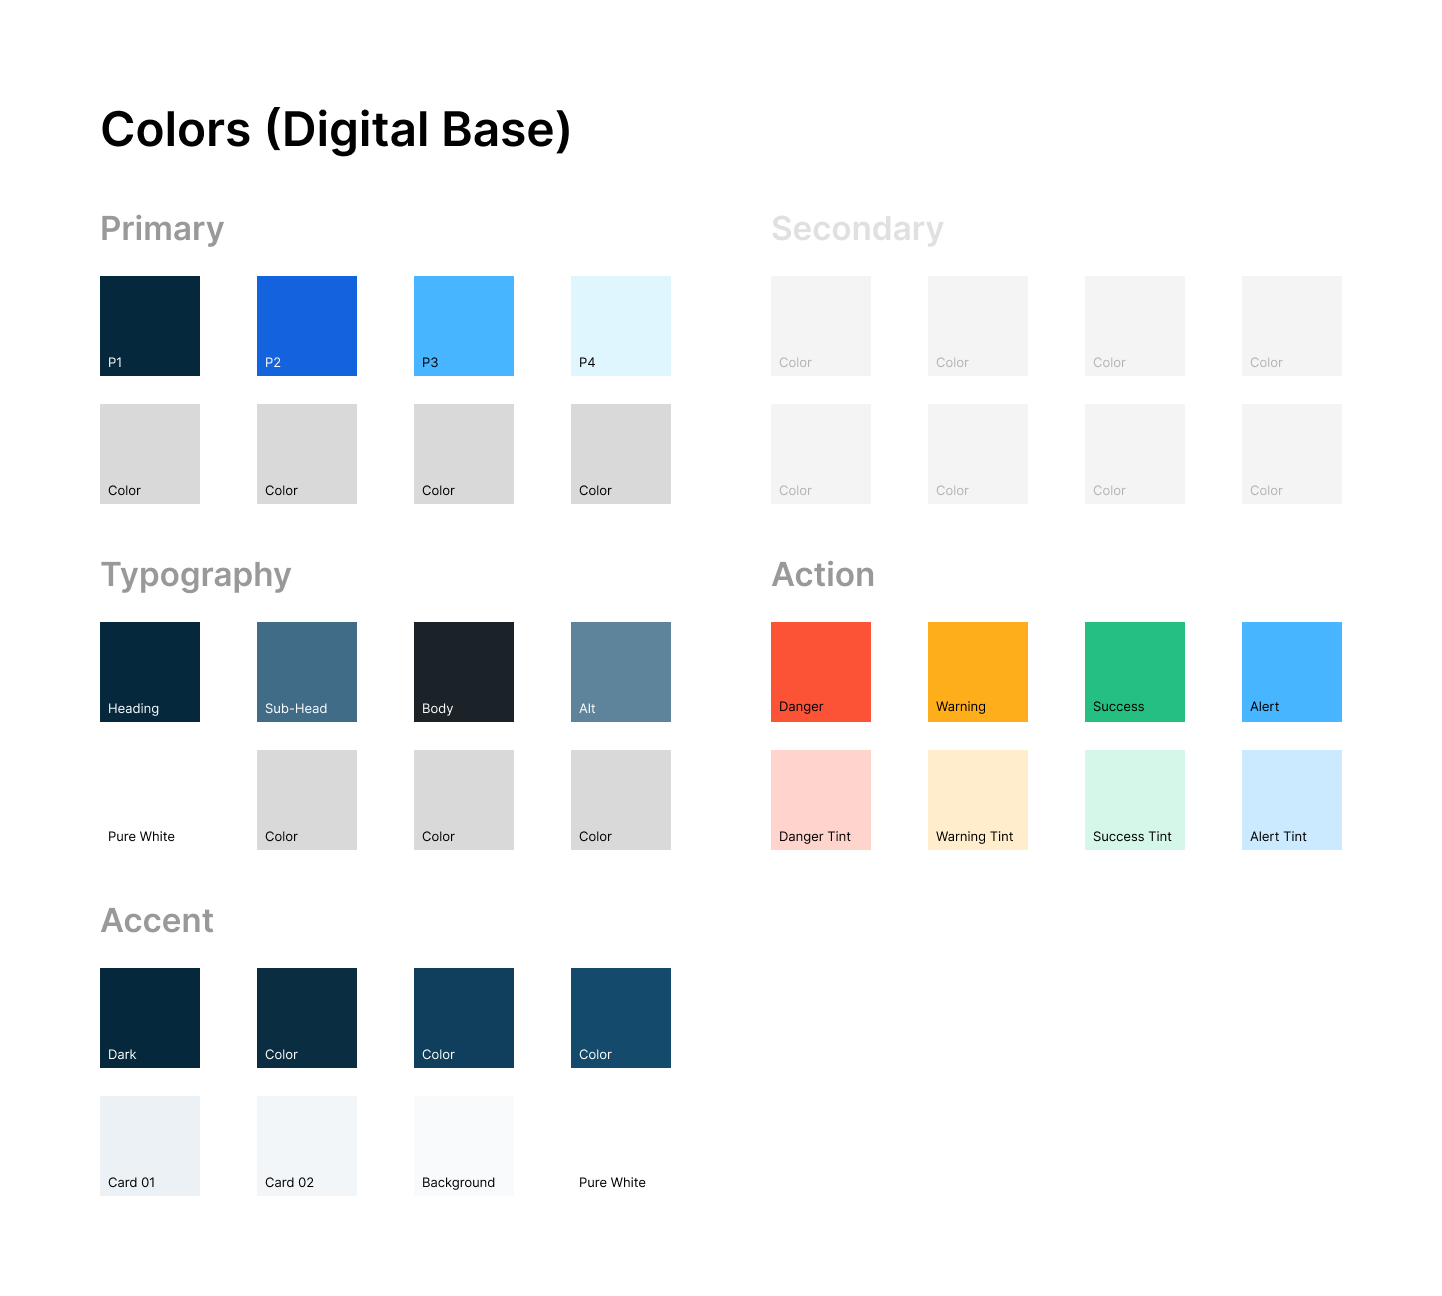 Colors (Digital Base)
Primary
P1
P2
P3
P4
Color
Color
Color
Color
Secondary
Color
Color
Color
Color
Color
Color
Color
Color
Typography
Heading
Sub-Head
Body
Alt
Pure White
Color
Color
Color
Action
Danger
Warning
Success
Alert
Danger Tint
Warning Tint
Success Tint
Alert Tint
Accent
Dark
Color
Color
Color
Card 01
Card 02
Background
Pure White